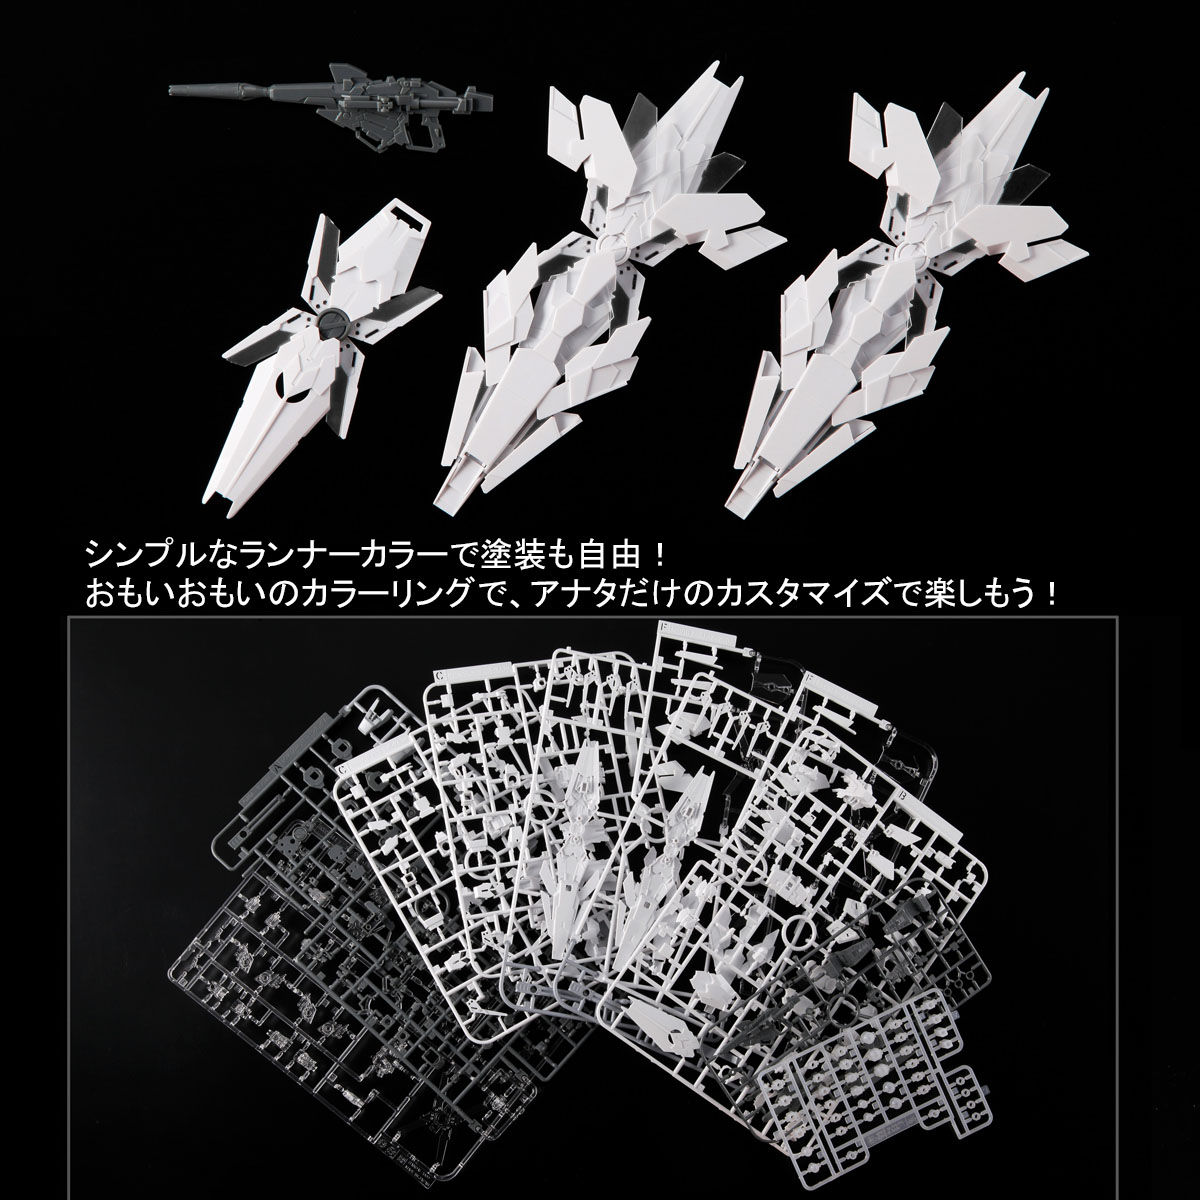 シンプルなランナーカラーで塗装も自由！
おもいおもいのカラーリングで、アナタだけのカスタマイズで楽しもう！